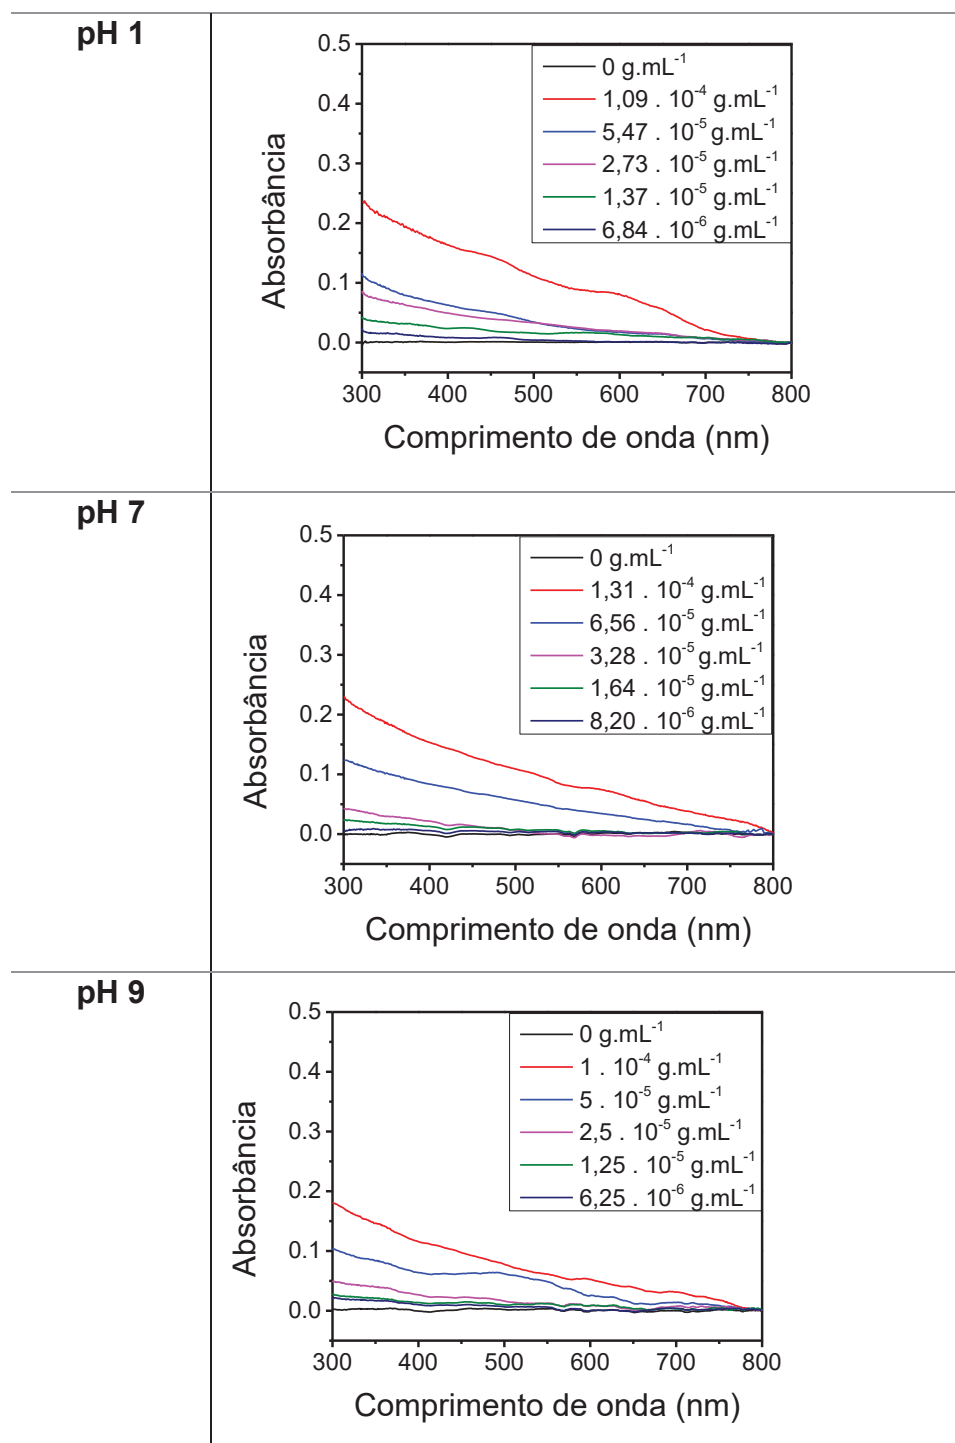 pH 1
0.5
0.4
0.3
0.2
0.1
0.0
Absorbância
0 g.mL⁻¹
1,09 . 10⁻⁴ g.mL⁻¹
5,47 . 10⁻⁵ g.mL⁻¹
2,73 . 10⁻⁵ g.mL⁻¹
1,37 . 10⁻⁵ g.mL⁻¹
6,84 . 10⁻⁶ g.mL⁻¹
300 400 500 600 700 800
Comprimento de onda (nm)
pH 7
0.5
0.4
0.3
0.2
0.1
0.0
Absorbância
0 g.mL⁻¹
1,31 . 10⁻⁴ g.mL⁻¹
6,56 . 10⁻⁵ g.mL⁻¹
3,28 . 10⁻⁵ g.mL⁻¹
1,64 . 10⁻⁵ g.mL⁻¹
8,20 . 10⁻⁶ g.mL⁻¹
300 400 500 600 700 800
Comprimento de onda (nm)
pH 9
0.5
0.4
0.3
0.2
0.1
0.0
Absorbância
0 g.mL⁻¹
1 . 10⁻⁴ g.mL⁻¹
5 . 10⁻⁵ g.mL⁻¹
2,5 . 10⁻⁵ g.mL⁻¹
1,25 . 10⁻⁵ g.mL⁻¹
6,25 . 10⁻⁶ g.mL⁻¹
300 400 500 600 700 800
Comprimento de onda (nm)